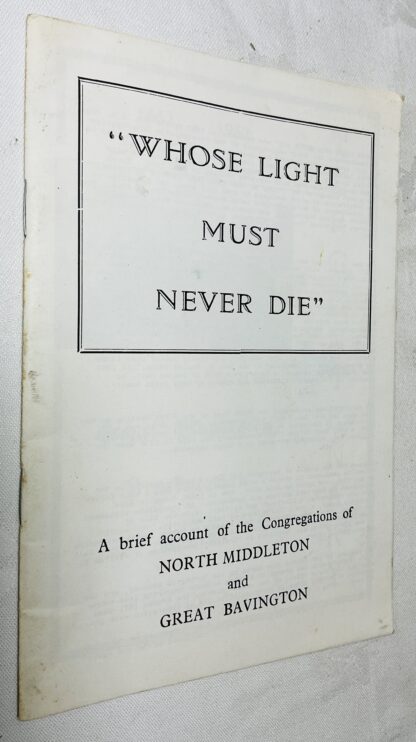 “WHOSE LIGHT
MUST
NEVER DIE”
A brief account of the Congregations of
NORTH MIDDLETON
and
GREAT BAVINGTON